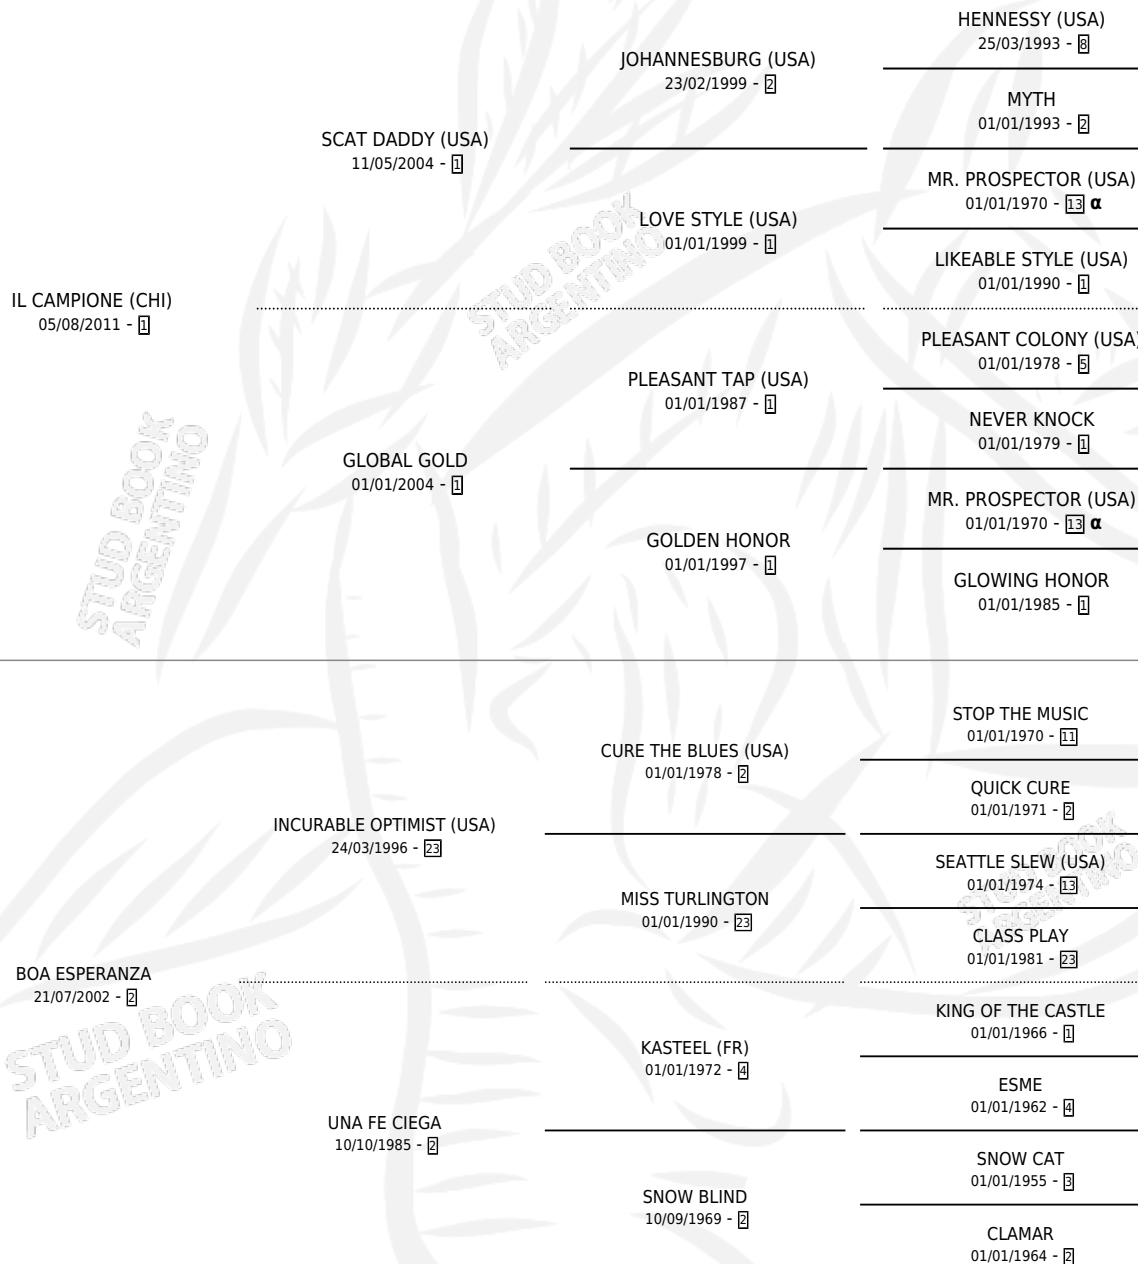 HENNESSY (USA)
25/03/1993 - 8
JOHANNESBURG (USA)
23/02/1999 - 2
MYTH
01/01/1993 - 2
SCAT DADDY (USA)
11/05/2004 - 1
MR. PROSPECTOR (USA)
01/01/1970 - 13 α
LOVE STYLE (USA)
01/01/1999 - 1
LIKEABLE STYLE (USA)
01/01/1990 - 1
IL CAMPIONE (CHI)
05/08/2011 - 1
PLEASANT COLONY (USA)
01/01/1978 - 5
PLEASANT TAP (USA)
01/01/1987 - 1
NEVER KNOCK
01/01/1979 - 1
GLOBAL GOLD
01/01/2004 - 1
MR. PROSPECTOR (USA)
01/01/1970 - 13 α
GOLDEN HONOR
01/01/1997 - 1
GLOWING HONOR
01/01/1985 - 1
STOP THE MUSIC
01/01/1970 - 11
CURE THE BLUES (USA)
01/01/1978 - 2
QUICK CURE
01/01/1971 - 2
INCURABLE OPTIMIST (USA)
24/03/1996 - 23
SEATTLE SLEW (USA)
01/01/1974 - 13
MISS TURLINGTON
01/01/1990 - 23
CLASS PLAY
01/01/1981 - 23
BOA ESPERANZA
21/07/2002 - 2
KING OF THE CASTLE
01/01/1966 - 1
KASTEEL (FR)
01/01/1972 - 4
ESME
01/01/1962 - 4
UNA FE CIEGA
10/10/1985 - 2
SNOW CAT
01/01/1955 - 3
SNOW BLIND
10/09/1969 - 2
CLAMAR
01/01/1964 - 2
STUD BOOK
ARGENTINO
STUD BOOK
ARGENTINO
STUD BOOK
ARGENTINO
STUD BOOK
ARGENTINO